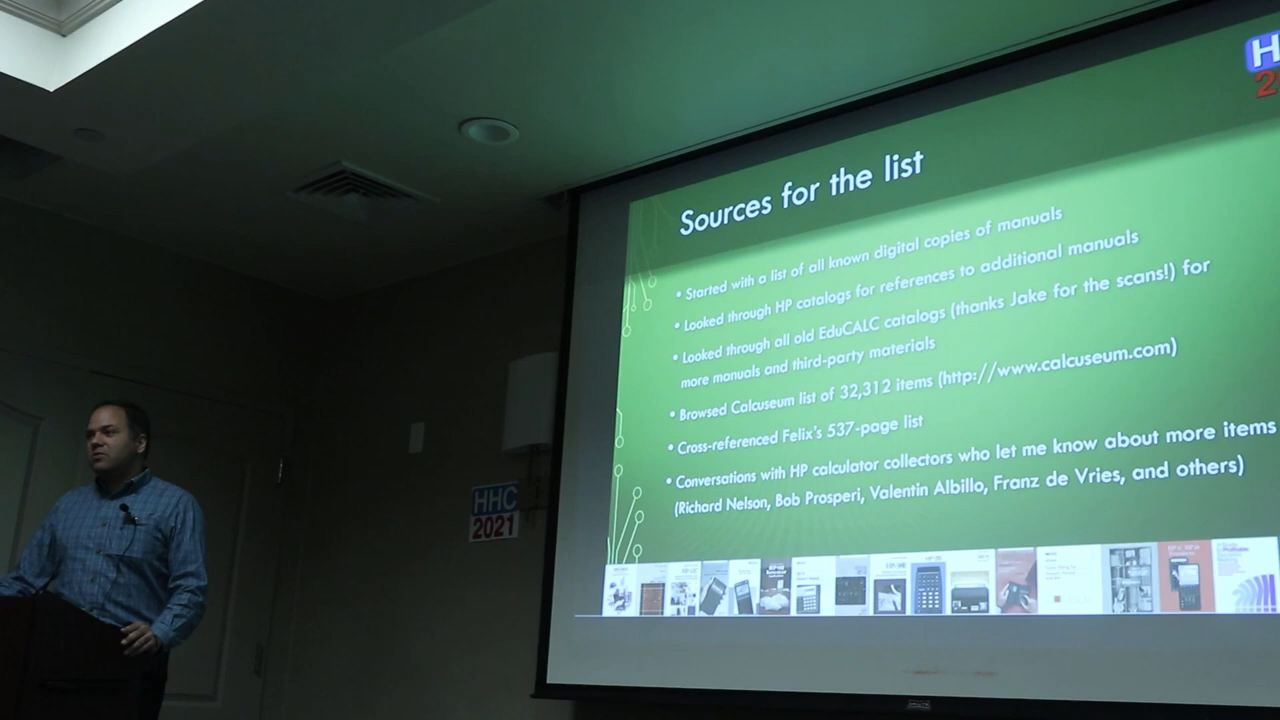 H
2
Sources for the list
• Started with a list of all known digital copies of manuals
• Looked through HP catalogs for references to additional manuals
• Looked through all old EduCALC catalogs (thanks Jake for the scans!) for
more manuals and third-party materials
• Browsed Calcuseum list of 32,312 items (http://www.calcuseum.com)
• Cross-referenced Felix's 537-page list
• Conversations with HP calculator collectors who let me know about more items
(Richard Nelson, Bob Prosperi, Valentin Albillo, Franz de Vries, and others)
HHC
2021